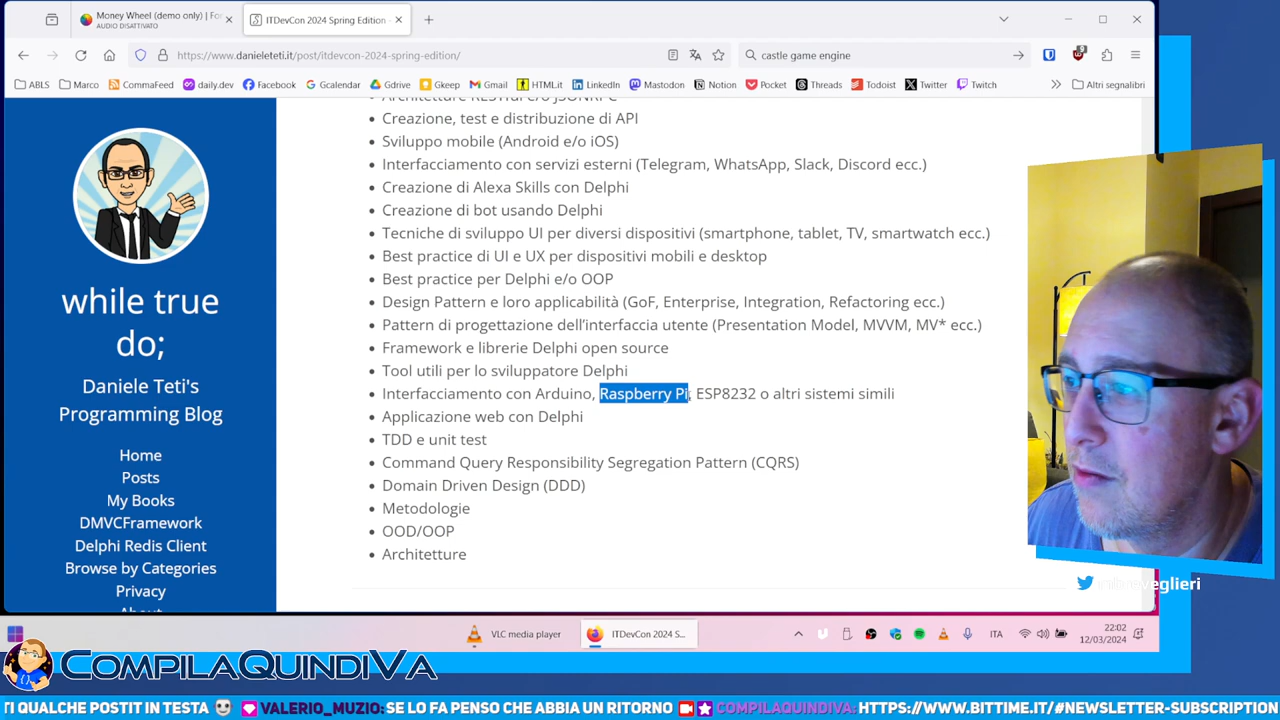 Money Wheel (demo only) | Fo
AUDIO DISATTIVATO
ITDevCon 2024 Spring Edition -
https://www.danieleteti.it/post/itdevcon-2024-spring-edition/
castle game engine
ABLS
Marco
CommaFeed
daily.dev
Facebook
Gcalendar
Gdrive
Gkeep
Gmail
HTMLit
LinkedIn
Mastodon
Notion
Pocket
Threads
Todoist
Twitter
Twitch
Altri segnalibri
Architetture RESTful e/o JSONRPC
Creazione, test e distribuzione di API
Sviluppo mobile (Android e/o iOS)
Interfacciamento con servizi esterni (Telegram, WhatsApp, Slack, Discord ecc.)
Creazione di Alexa Skills con Delphi
Creazione di bot usando Delphi
Tecniche di sviluppo UI per diversi dispositivi (smartphone, tablet, TV, smartwatch ecc.)
Best practice di UI e UX per dispositivi mobili e desktop
Best practice per Delphi e/o OOP
Design Pattern e loro applicabilità (GoF, Enterprise, Integration, Refactoring ecc.)
Pattern di progettazione dell'interfaccia utente (Presentation Model, MVVM, MV* ecc.)
Framework e librerie Delphi open source
Tool utili per lo sviluppatore Delphi
Interfacciamento con Arduino, Raspberry Pi, ESP8232 o altri sistemi simili
Applicazione web con Delphi
TDD e unit test
Command Query Responsibility Segregation Pattern (CQRS)
Domain Driven Design (DDD)
Metodologie
OOD/OOP
Architetture
while true
do;
Daniele Teti's
Programming Blog
Home
Posts
My Books
DMVCFramework
Delphi Redis Client
Browse by Categories
Privacy
About
VLC media player
ITDevCon 2024 S...
ITA
22:02
12/03/2024
COMPILAQUINDIVA
TI QUALCHE POSTIT IN TESTA VALERIO_MUZIO: SE LO FA PENSO CHE ABBIA UN RITORNO COMPILAQUINDIVA: HTTPS://WWW.BITTIME.IT/#NEWSLETTER-SUBSCRIPTION